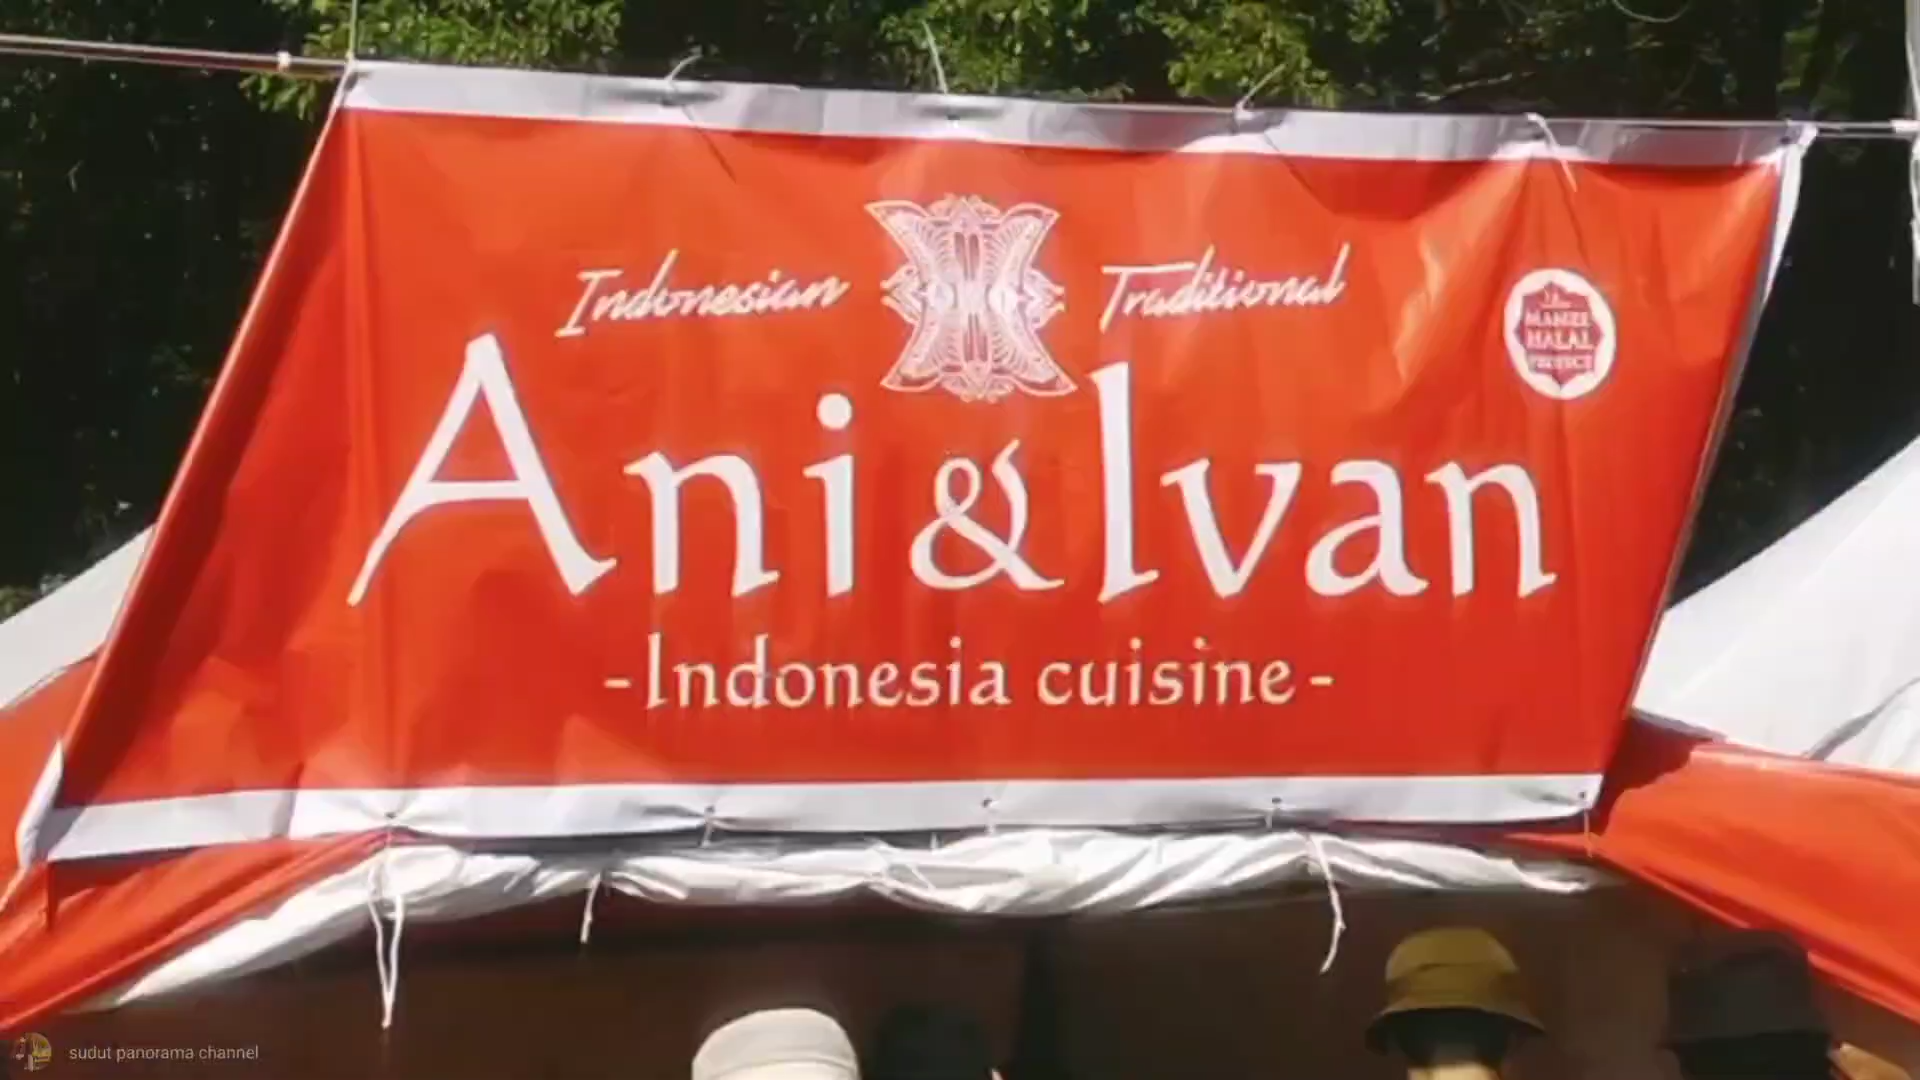 Indonesian Traditional
HALAL
Ani & Ivan
-Indonesia cuisine-
sudut panorama channel